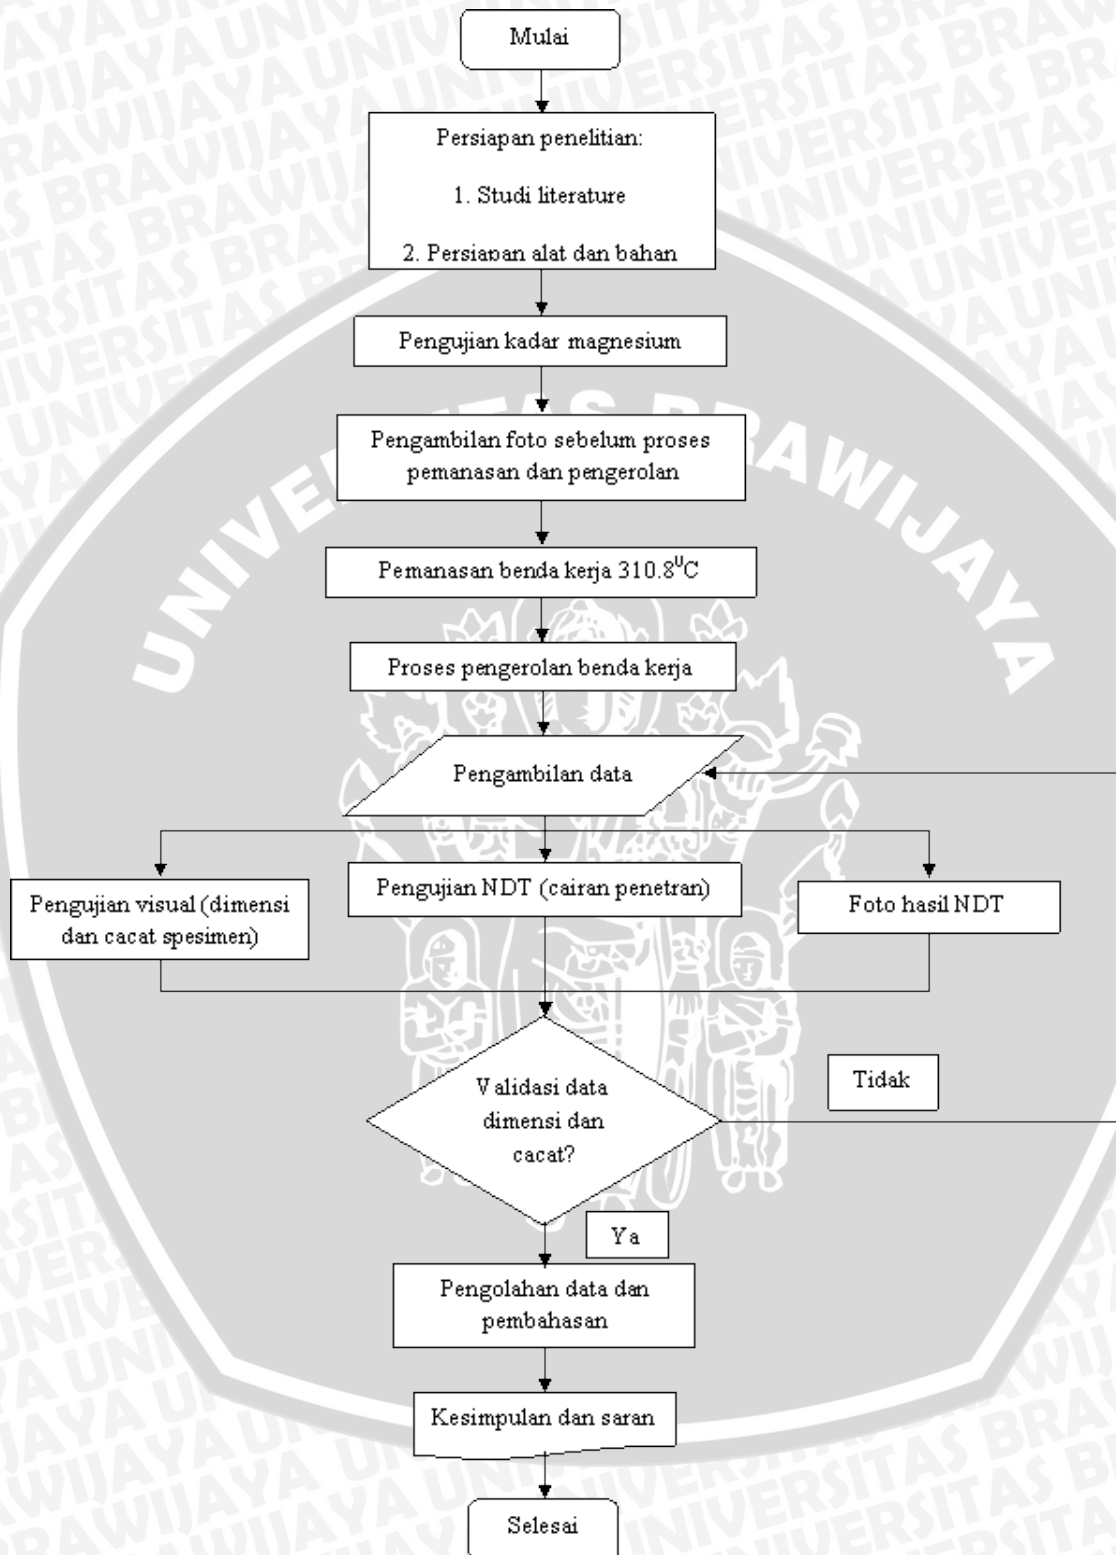 Mulai
Persiapan penelitian:
1. Studi literature
2. Persiapan alat dan bahan
Pengujian kadar magnesium
Pengambilan foto sebelum proses
pemanasan dan pengerolan
Pemanasan benda kerja 310.8⁰C
Proses pengerolan benda kerja
Pengambilan data
Pengujian visual (dimensi
dan cacat spesimen)
Pengujian NDT (cairan penetran)
Foto hasil NDT
Validasi data
dimensi dan
cacat?
Tidak
Ya
Pengolahan data dan
pembahasan
Kesimpulan dan saran
Selesai
UNIVERSITAS BRAWIJAYA